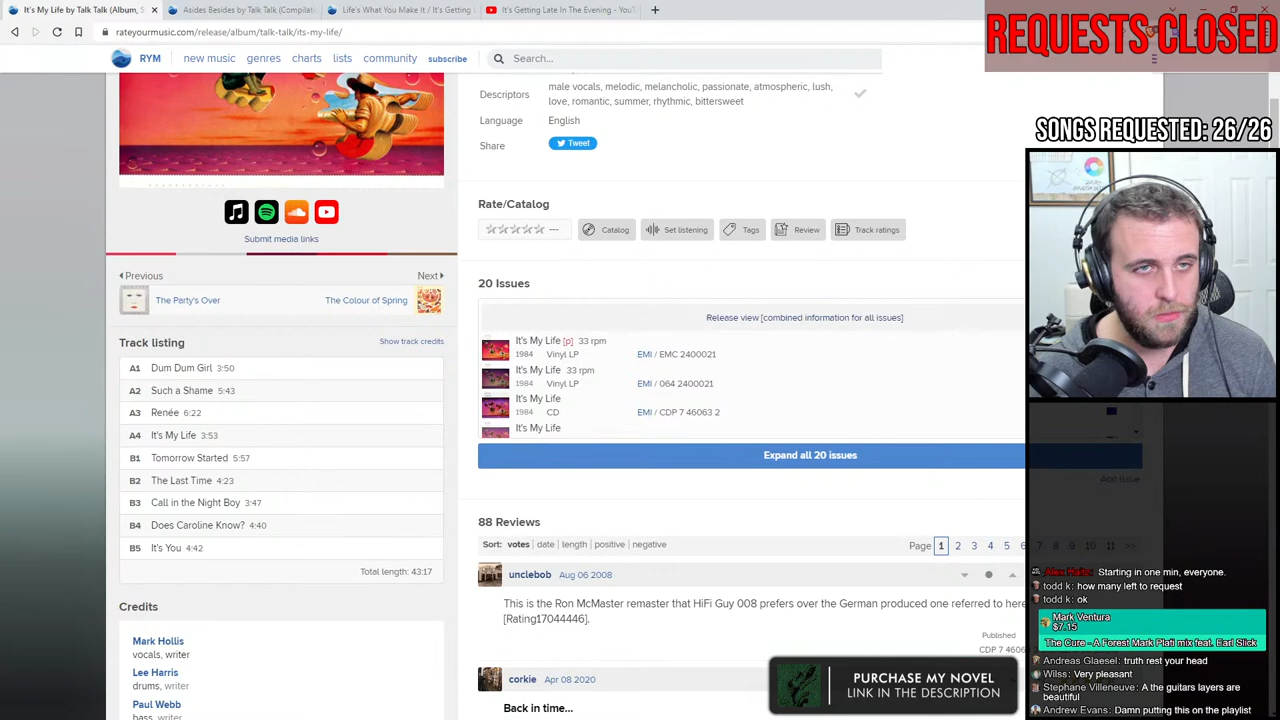 It's My Life by Talk Talk (Album, S
Asides Besides by Talk Talk (Compilat
Life's What You Make It / It's Getting L
It's Getting Late In The Evening - YouT
REQUESTS CLOSED
rateyourmusic.com/release/album/talk-talk/its-my-life/
RYM
new music
genres
charts
lists
community
subscribe
Search...
Descriptors
male vocals, melodic, melancholic, passionate, atmospheric, lush,
love, romantic, summer, rhythmic, bittersweet
Language
English
Share
Tweet
SONGS REQUESTED: 26/26
Rate/Catalog
---
Catalog
Set listening
Tags
Review
Track ratings
Submit media links
Previous
Next
The Party's Over
The Colour of Spring
20 Issues
Release view [combined information for all issues]
It's My Life [p] 33 rpm
1984 Vinyl LP EMI / EMC 2400021
It's My Life 33 rpm
1984 Vinyl LP EMI / 064 2400021
It's My Life
1984 CD EMI / CDP 7 46063 2
It's My Life
Expand all 20 issues
Add Issue
Track listing
Show track credits
A1 Dum Dum Girl 3:50
A2 Such a Shame 5:43
A3 Renée 6:22
A4 It's My Life 3:53
B1 Tomorrow Started 5:57
B2 The Last Time 4:23
B3 Call in the Night Boy 3:47
B4 Does Caroline Know? 4:40
B5 It's You 4:42
Total length: 43:17
88 Reviews
Sort: votes | date | length | positive | negative
Page 1 2 3 4 5 6 7 8 9 10 11 >>
unclebob Aug 06 2008
This is the Ron McMaster remaster that HiFi Guy 008 prefers over the German produced one referred to here
[Rating17044446].
Published
CDP 7 4606
corkie Apr 08 2020
Back in time...
Credits
Mark Hollis
vocals, writer
Lee Harris
drums, writer
Paul Webb
bass, writer
PURCHASE MY NOVEL
LINK IN THE DESCRIPTION
Starting in one min, everyone.
todd k: how many left to request
todd k: ok
Mark Ventura
$7.15
The Cure - A Forest Mark Plati mix feat. Earl Slick
Andreas Glaesel: truth rest your head
Wilss: Very pleasant
Stephane Villeneuve: A the guitars layers are
beautiful
Andrew Evans: Damn putting this on the playlist